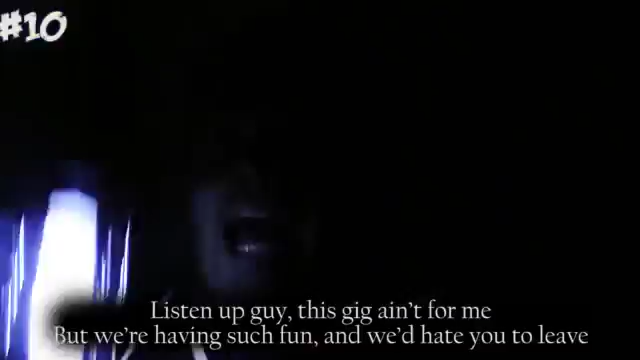 #10
Listen up guy, this gig ain't for me
But we're having such fun, and we'd hate you to leave